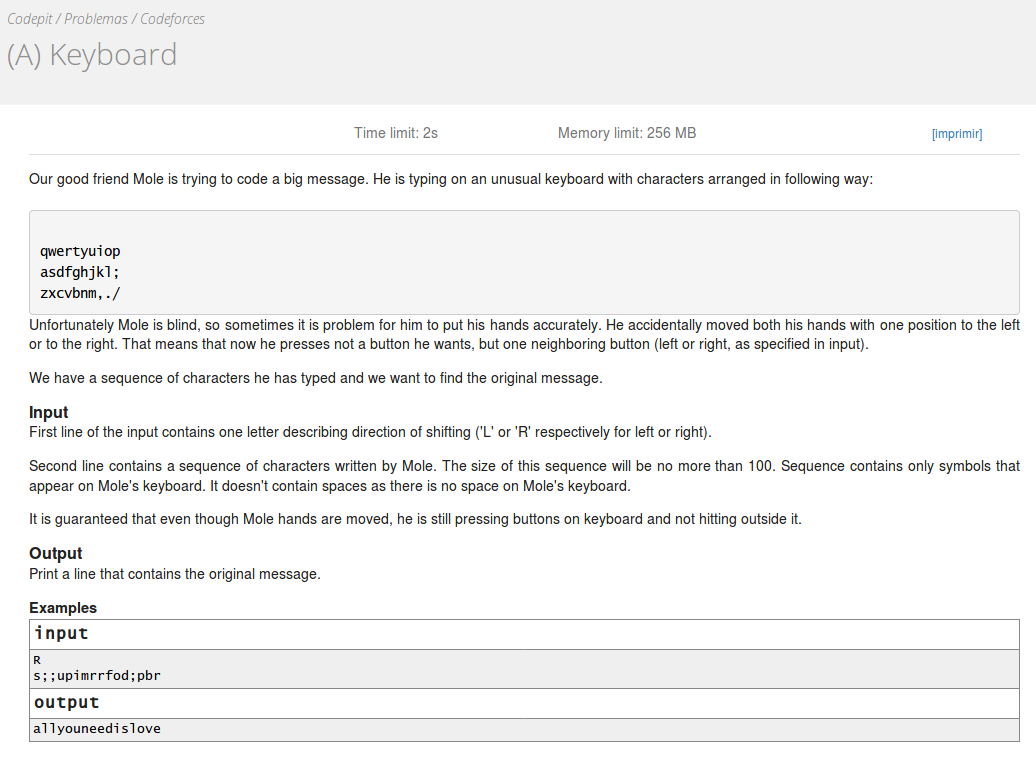 Codepit / Problemas / Codeforces
(A) Keyboard
Time limit: 2s Memory limit: 256 MB [imprimir]
Our good friend Mole is trying to code a big message. He is typing on an unusual keyboard with characters arranged in following way:
qwertyuiop
asdfghjkl;
zxcvbnm,./
Unfortunately Mole is blind, so sometimes it is problem for him to put his hands accurately. He accidentally moved both his hands with one position to the left
or to the right. That means that now he presses not a button he wants, but one neighboring button (left or right, as specified in input).
We have a sequence of characters he has typed and we want to find the original message.
Input
First line of the input contains one letter describing direction of shifting ('L' or 'R' respectively for left or right).
Second line contains a sequence of characters written by Mole. The size of this sequence will be no more than 100. Sequence contains only symbols that
appear on Mole's keyboard. It doesn't contain spaces as there is no space on Mole's keyboard.
It is guaranteed that even though Mole hands are moved, he is still pressing buttons on keyboard and not hitting outside it.
Output
Print a line that contains the original message.
Examples
input
R
s;;upimrrfod;pbr
output
allyouneedislove